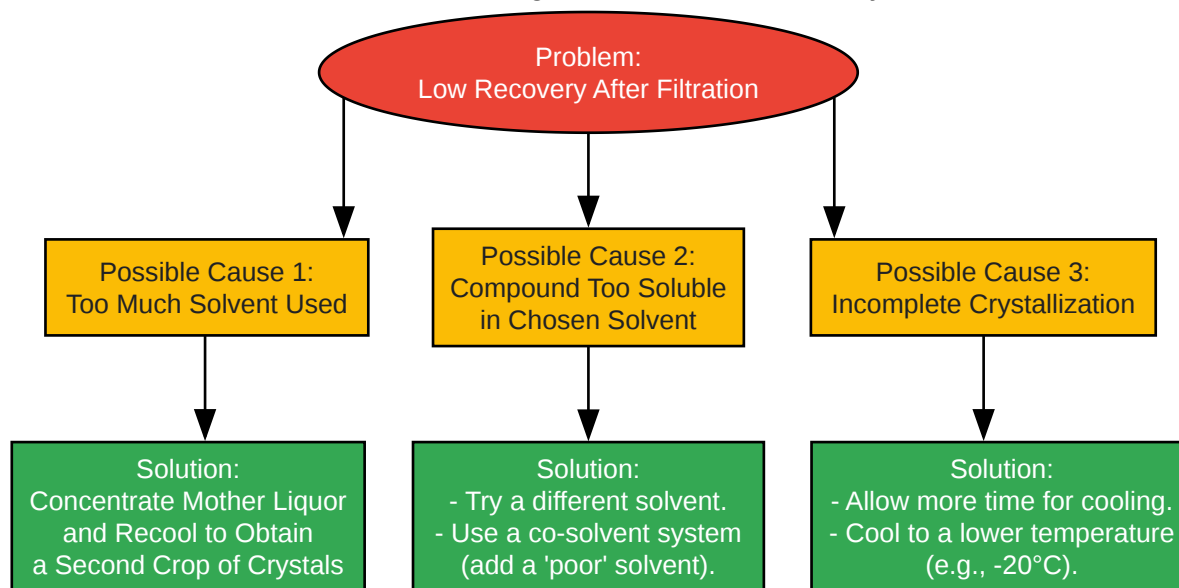 Problem:
Low Recovery After Filtration
Possible Cause 1:
Too Much Solvent Used
Possible Cause 2:
Compound Too Soluble
in Chosen Solvent
Possible Cause 3:
Incomplete Crystallization
Solution:
Concentrate Mother Liquor
and Recool to Obtain
a Second Crop of Crystals
Solution:
- Try a different solvent.
- Use a co-solvent system
(add a 'poor' solvent).
Solution:
- Allow more time for cooling.
- Cool to a lower temperature
(e.g., -20°C).